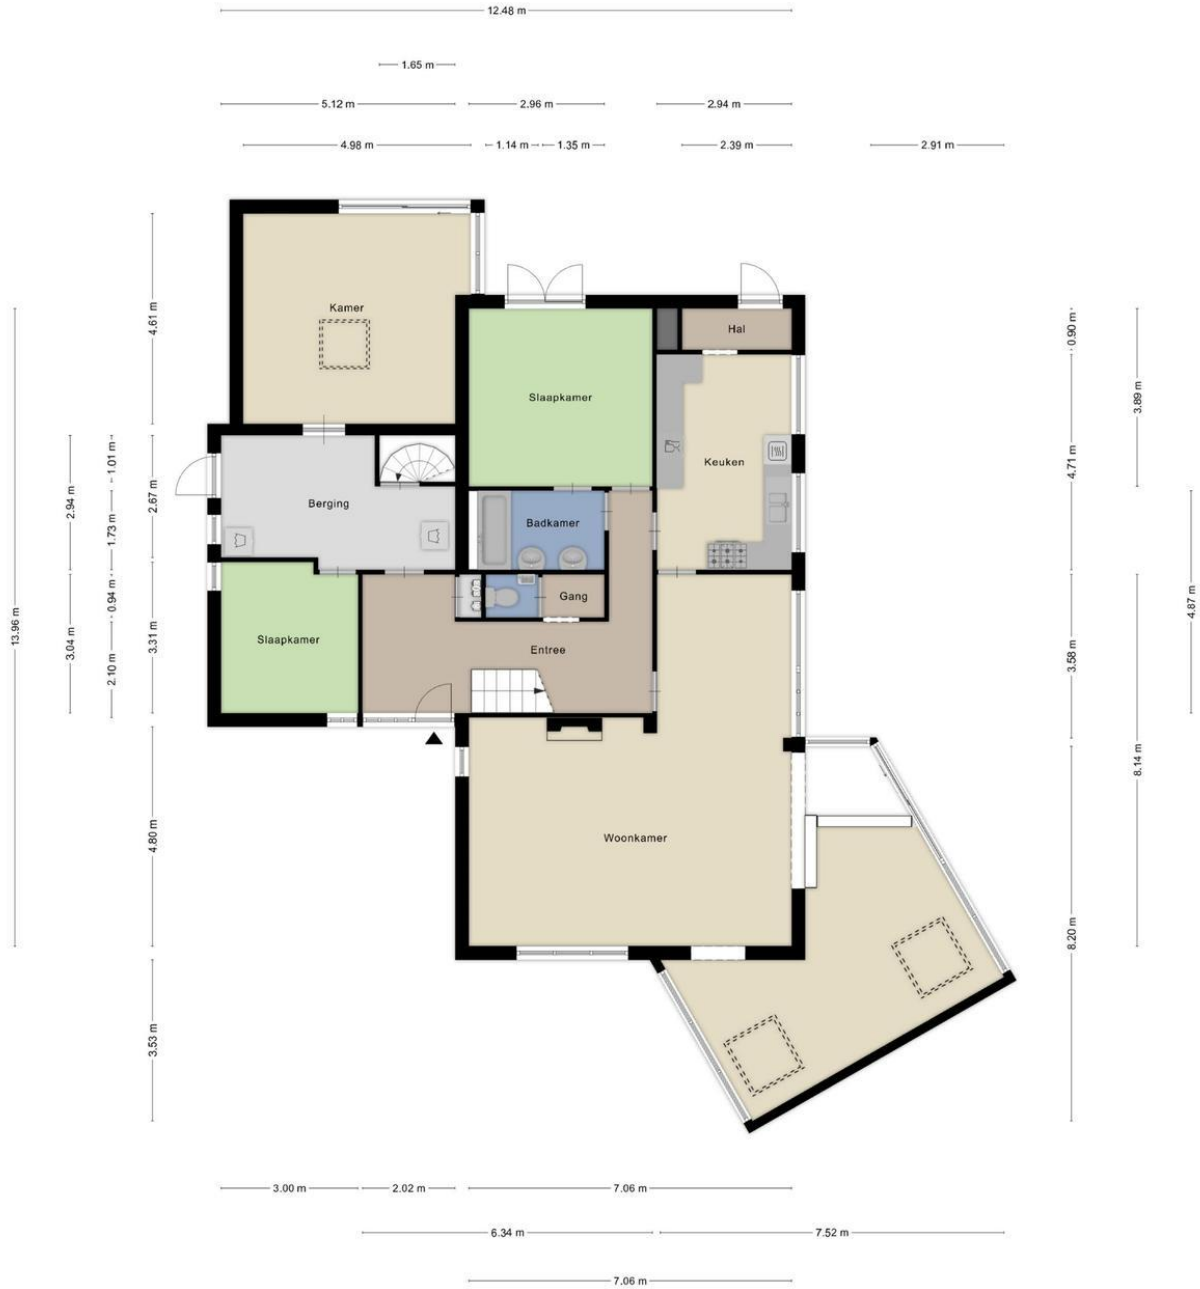 12.48 m
1.65 m
5.12 m
2.96 m
2.94 m
4.98 m
1.14 m
1.35 m
2.39 m
2.91 m
Kamer
Hal
Slaapkamer
Keuken
Berging
Badkamer
Gang
Slaapkamer
Entree
Woonkamer
13.96 m
2.94 m
3.04 m
1.01 m
1.73 m
0.94 m
2.10 m
4.61 m
2.67 m
3.31 m
4.80 m
3.53 m
0.90 m
4.71 m
3.58 m
8.20 m
3.89 m
8.14 m
4.87 m
3.00 m
2.02 m
7.06 m
6.34 m
7.52 m
7.06 m